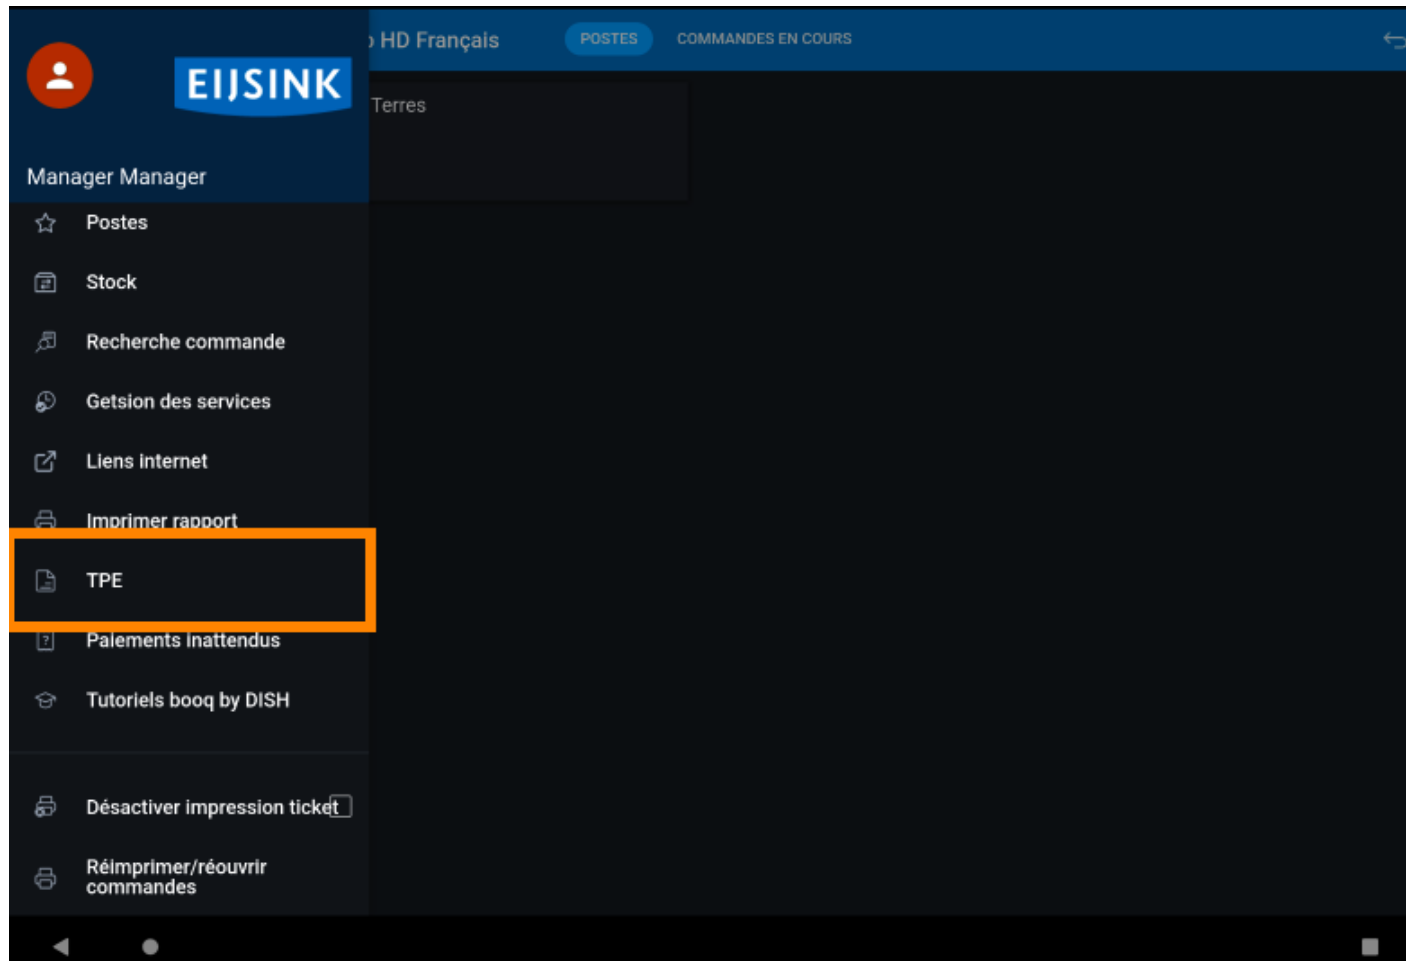 HD Français
POSTES
COMMANDES EN COURS
EIJSINK
Terres
Manager Manager
Postes
Stock
Recherche commande
Getsion des services
Liens internet
Imprimer rapport
TPE
Paiements inattendus
Tutoriels booq by DISH
Désactiver impression ticket
Réimprimer/réouvrir
commandes